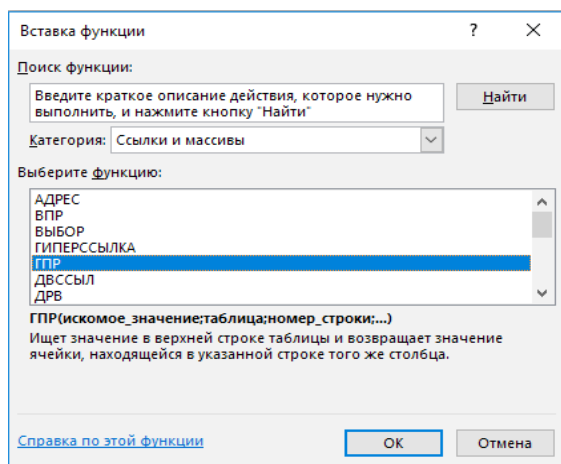 Вставка функции
?
Поиск функции:
Введите краткое описание действия, которое нужно
выполнить, и нажмите кнопку "Найти"
Найти
Категория: Ссылки и массивы
Выберите функцию:
АДРЕС
ВПР
ВЫБОР
ГИПЕРССЫЛКА
ГПР
ДВССЫЛ
ДРВ
ГПР(искомое_значение;таблица;номер_строки;...)
Ищет значение в верхней строке таблицы и возвращает значение
ячейки, находящейся в указанной строке того же столбца.
Справка по этой функции
ОК
Отмена